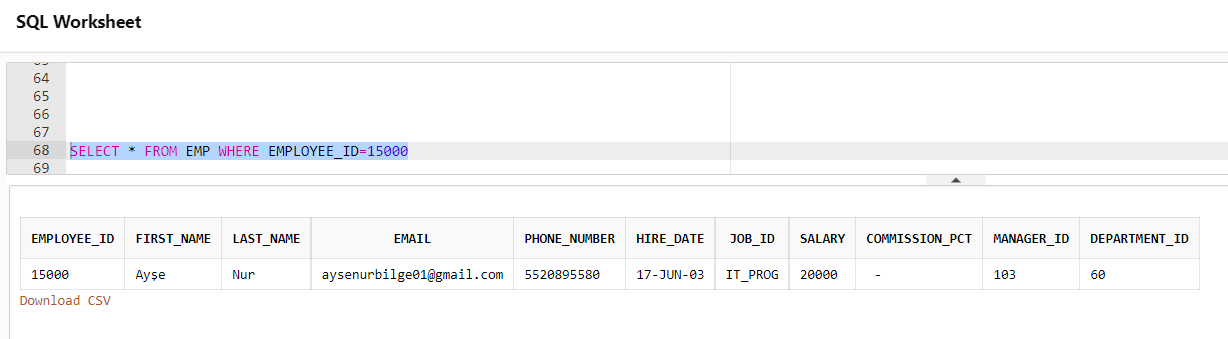 SQL Worksheet
64
65
66
67
68 SELECT * FROM EMP WHERE EMPLOYEE_ID=15000
69
EMPLOYEE_ID FIRST_NAME LAST_NAME EMAIL PHONE_NUMBER HIRE_DATE JOB_ID SALARY COMMISSION_PCT MANAGER_ID DEPARTMENT_ID
15000 Ayşe Nur aysenurbilge01@gmail.com 5520895580 17-JUN-03 IT_PROG 20000 - 103 60
Download CSV